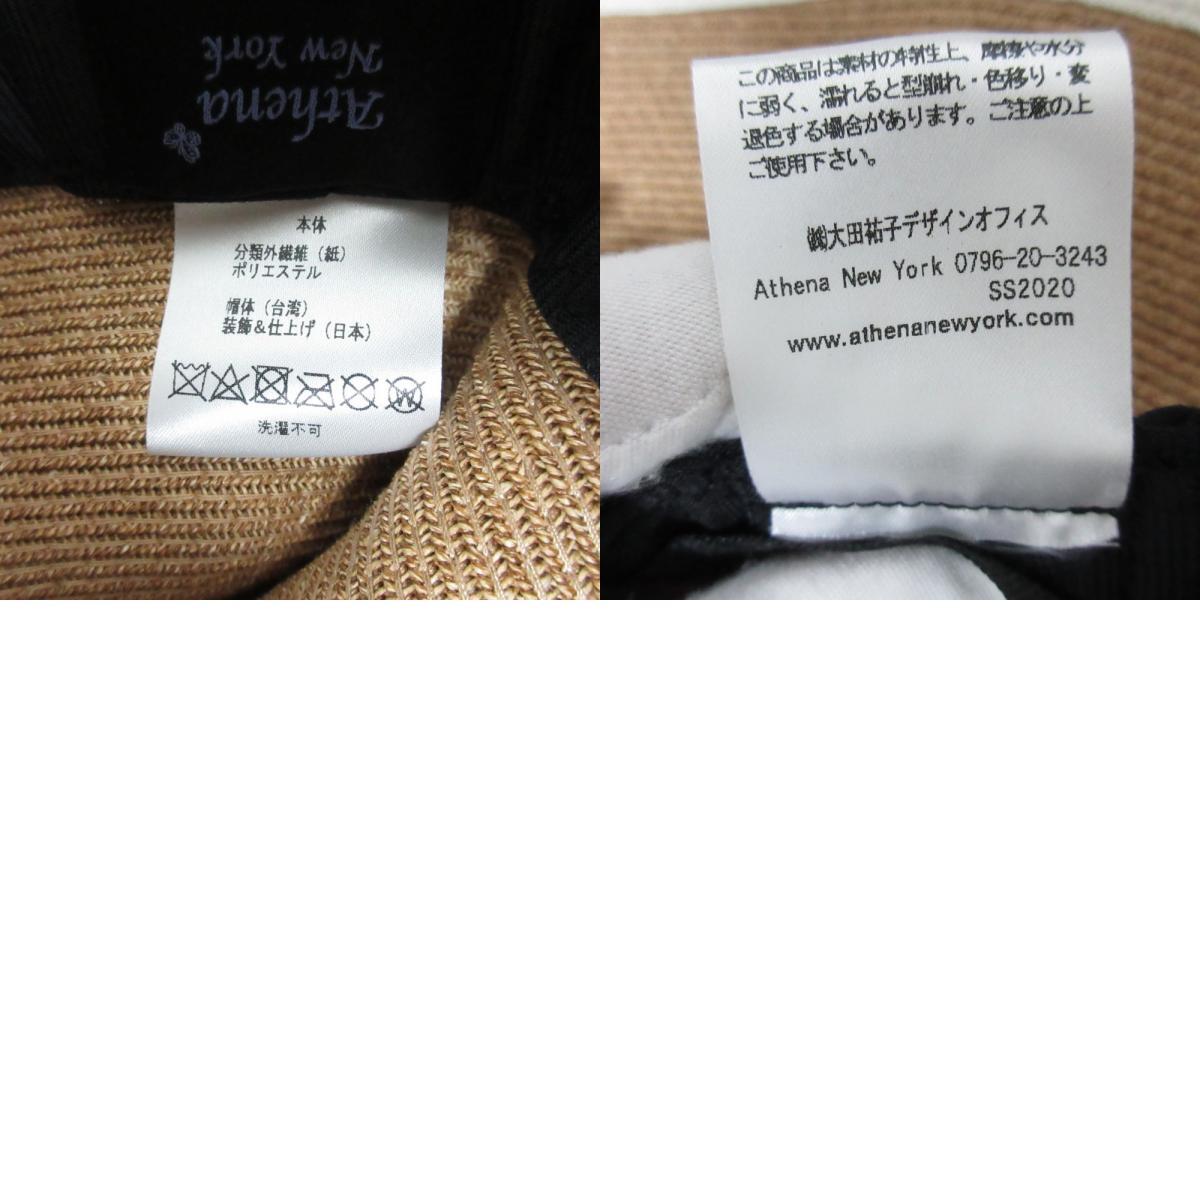 Athena
New York
本体
分類外繊維（紙）
ポリエステル
帽体（台湾）
装飾＆仕上げ（日本）
洗濯不可
この商品は素材の特性上、摩擦や水分
に弱く、濡れると型崩れ・色移り・変
退色する場合があります。ご注意の上
ご使用下さい。
㈱大田祐子デザインオフィス
Athena New York 0796-20-3243
SS2020
www.athenanewyork.com